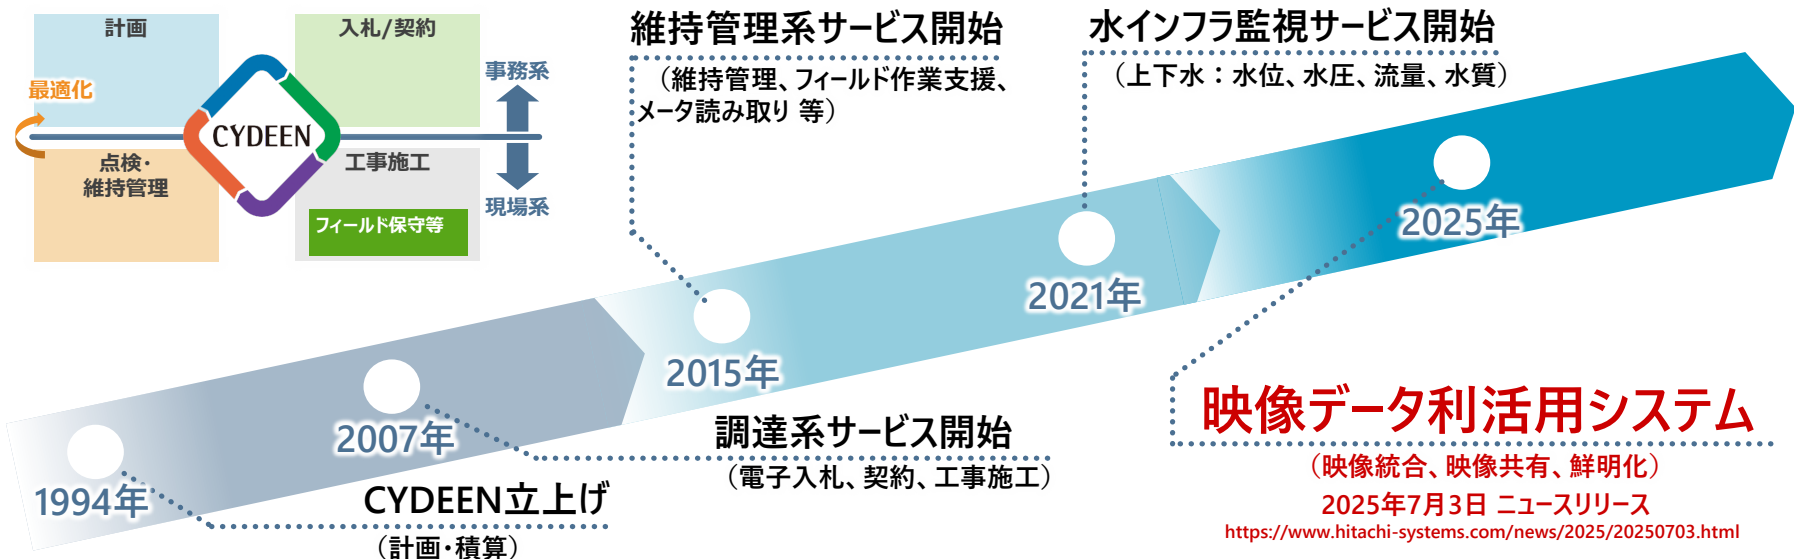 計画
入札/契約
最適化
CYDEEN
事務系
現場系
点検・
維持管理
工事施工
フィールド保守等
維持管理系サービス開始
（維持管理、フィールド作業支援、
メータ読み取り 等）
水インフラ監視サービス開始
（上下水：水位、水圧、流量、水質）
2025年
2021年
2015年
2007年
1994年
CYDEEN立上げ
（計画・積算）
調達系サービス開始
（電子入札、契約、工事施工）
映像データ利活用システム
（映像統合、映像共有、鮮明化）
2025年7月3日 ニュースリリース
https://www.hitachi-systems.com/news/2025/20250703.html